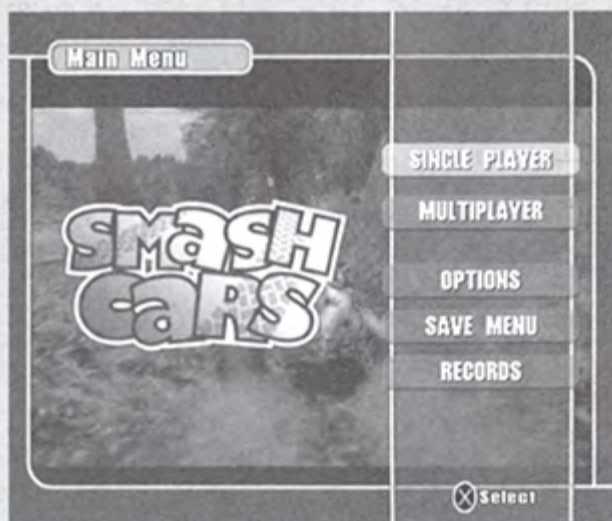 Main Menu
SMaSH
CaRS
SINGLE PLAYER
MULTIPLAYER
OPTIONS
SAVE MENU
RECORDS
X Select